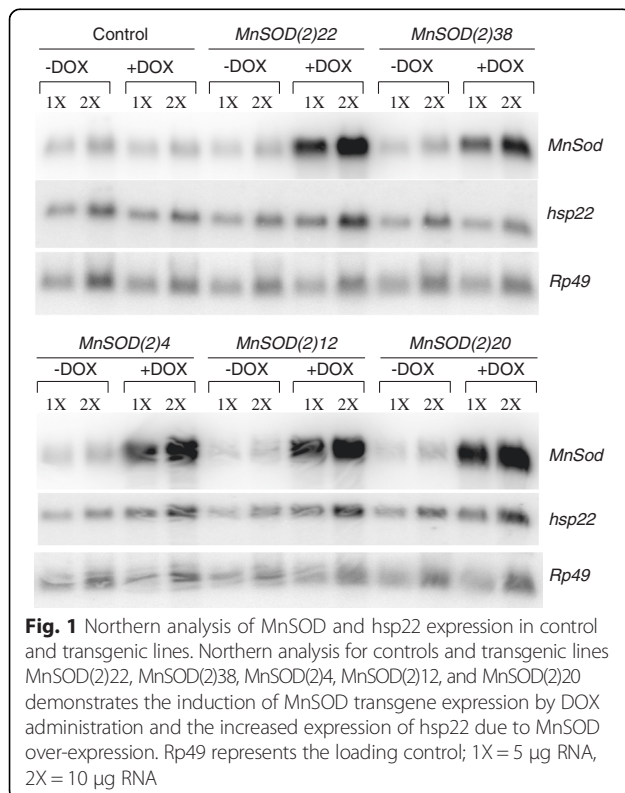 Control MnSOD(2)22 MnSOD(2)38
-DOX +DOX -DOX +DOX -DOX +DOX
1X 2X 1X 2X 1X 2X 1X 2X 1X 2X 1X 2X
MnSod
hsp22
Rp49
MnSOD(2)4 MnSOD(2)12 MnSOD(2)20
-DOX +DOX -DOX +DOX -DOX +DOX
1X 2X 1X 2X 1X 2X 1X 2X 1X 2X 1X 2X
MnSod
hsp22
Rp49
Fig. 1 Northern analysis of MnSOD and hsp22 expression in control
and transgenic lines. Northern analysis for controls and transgenic lines
MnSOD(2)22, MnSOD(2)38, MnSOD(2)4, MnSOD(2)12, and MnSOD(2)20
demonstrates the induction of MnSOD transgene expression by DOX
administration and the increased expression of hsp22 due to MnSOD
over-expression. Rp49 represents the loading control; 1X = 5 μg RNA,
2X = 10 μg RNA